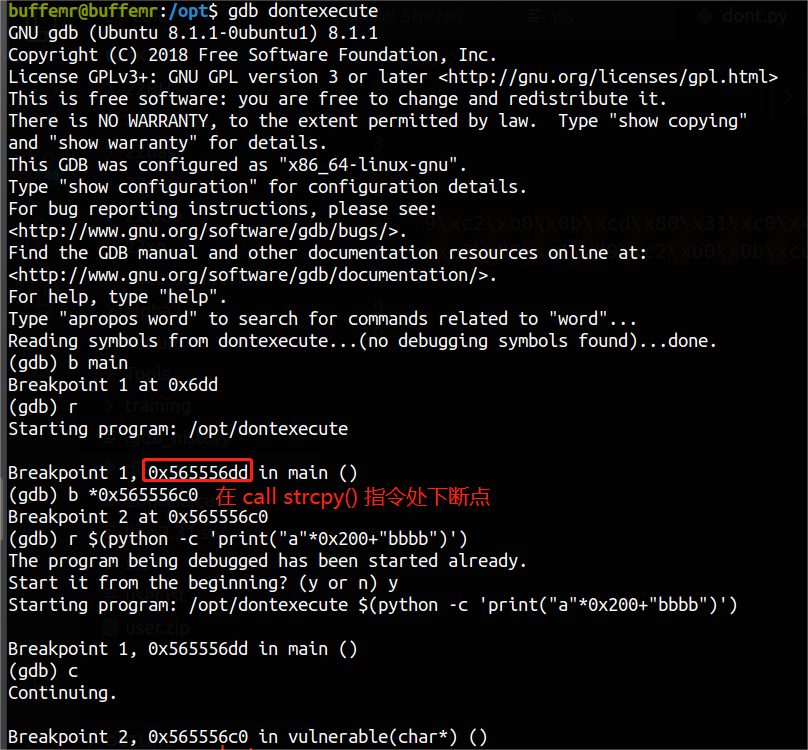 buffemr@buffemr:/opt$ gdb dontexecute
GNU gdb (Ubuntu 8.1.1-0ubuntu1) 8.1.1
Copyright (C) 2018 Free Software Foundation, Inc.
License GPLv3+: GNU GPL version 3 or later <http://gnu.org/licenses/gpl.html>
This is free software: you are free to change and redistribute it.
There is NO WARRANTY, to the extent permitted by law.  Type "show copying"
and "show warranty" for details.
This GDB was configured as "x86_64-linux-gnu".
Type "show configuration" for configuration details.
For bug reporting instructions, please see:
<http://www.gnu.org/software/gdb/bugs/>.
Find the GDB manual and other documentation resources online at:
<http://www.gnu.org/software/gdb/documentation/>.
For help, type "help".
Type "apropos word" to search for commands related to "word"...
Reading symbols from dontexecute...(no debugging symbols found)...done.
(gdb) b main
Breakpoint 1 at 0x6dd
(gdb) r
Starting program: /opt/dontexecute
Breakpoint 1, 0x565556dd in main ()
(gdb) b *0x565556c0 在 call strcpy() 指令处下断点
Breakpoint 2 at 0x565556c0
(gdb) r $(python -c 'print("a"*0x200+"bbbb")')
The program being debugged has been started already.
Start it from the beginning? (y or n) y
Starting program: /opt/dontexecute $(python -c 'print("a"*0x200+"bbbb")')
Breakpoint 1, 0x565556dd in main ()
(gdb) c
Continuing.
Breakpoint 2, 0x565556c0 in vulnerable(char*) ()